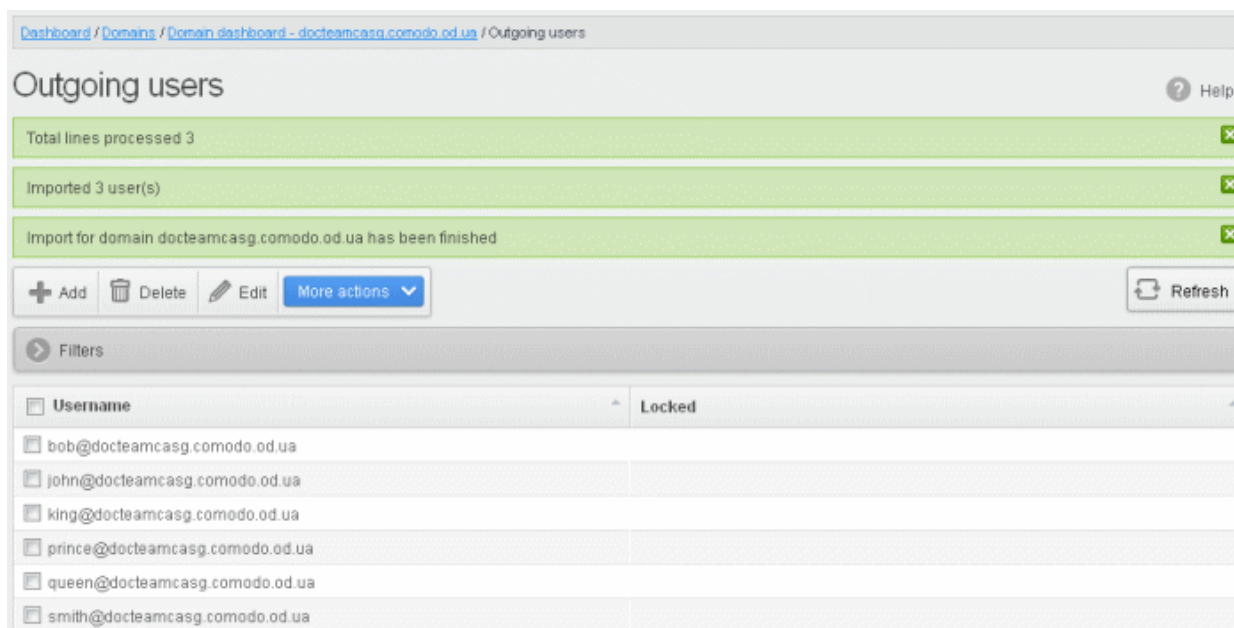 Dashboard / Domains / Domain dashboard - docteamcasg.comodo.od.ua / Outgoing users
Outgoing users
Help
Total lines processed 3
Imported 3 user(s)
Import for domain docteamcasg.comodo.od.ua has been finished
Add Delete Edit More actions Refresh
Filters
Username Locked
bob@docteamcasg.comodo.od.ua
john@docteamcasg.comodo.od.ua
king@docteamcasg.comodo.od.ua
prince@docteamcasg.comodo.od.ua
queen@docteamcasg.comodo.od.ua
smith@docteamcasg.comodo.od.ua